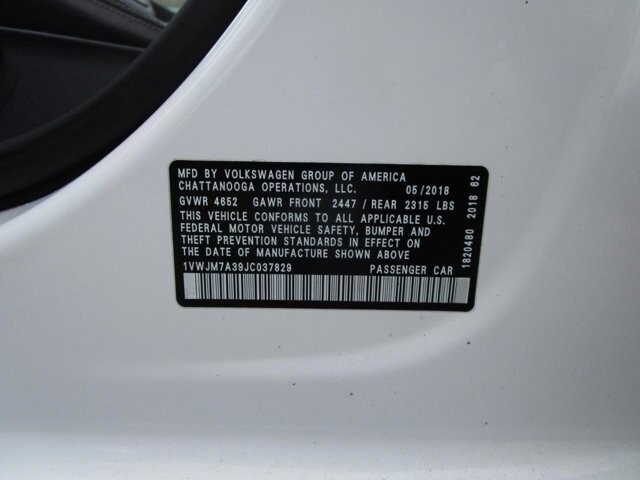 MFD BY VOLKSWAGEN GROUP OF AMERICA
CHATTANOOGA OPERATIONS, LLC. 05/2018
GVWR 4652 GAWR FRONT 2447 / REAR 2315 LBS
THIS VEHICLE CONFORMS TO ALL APPLICABLE U.S.
FEDERAL MOTOR VEHICLE SAFETY, BUMPER AND
THEFT PREVENTION STANDARDS IN EFFECT ON
THE DATE OF MANUFACTURE SHOWN ABOVE.
1VWJM7A39JC037829 PASSENGER CAR
1820480 2018 62